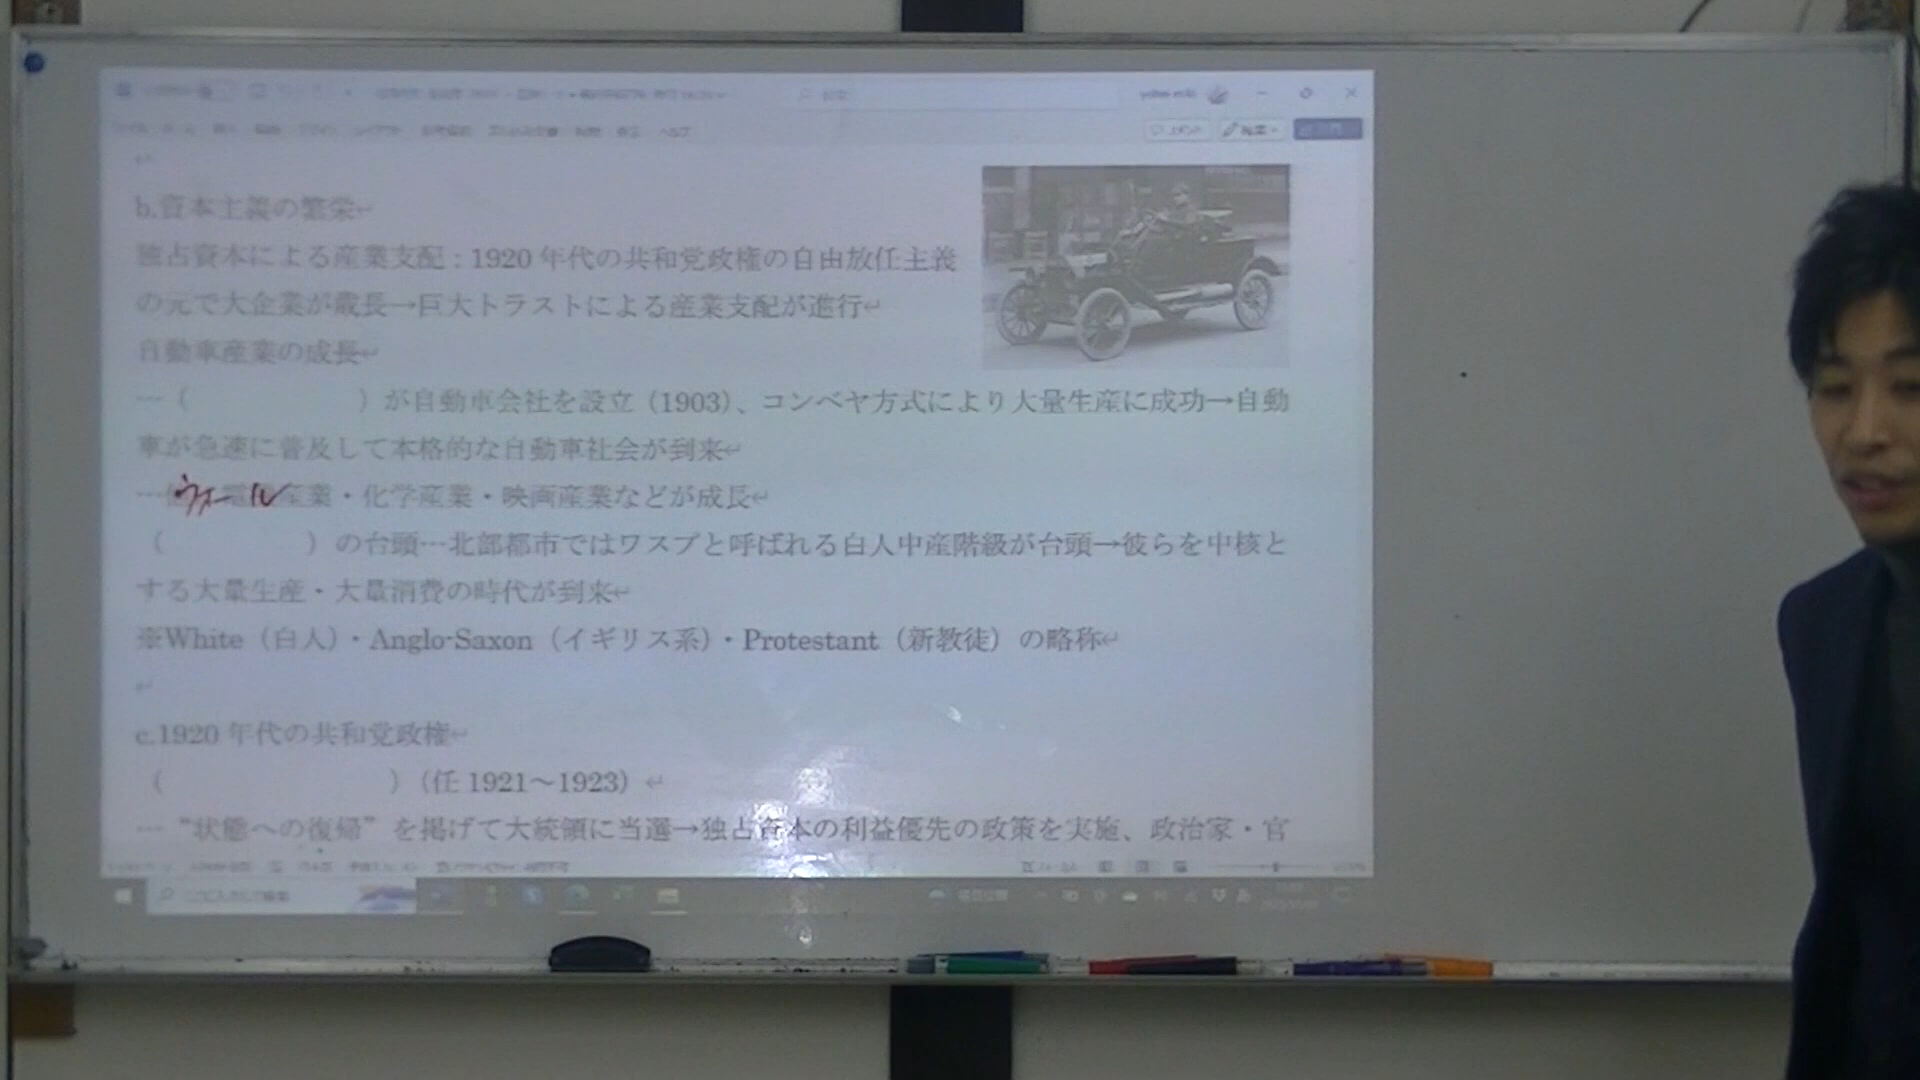 b.資本主義の繁栄
独占資本による産業支配：1920 年代の共和党政権の自由放任主義
の元で大企業が成長→巨大トラストによる産業支配が進行
自動車産業の成長
…（　　　　　　）が自動車会社を設立（1903）、コンベヤ方式により大量生産に成功→自動
車が急速に普及して本格的な自動車社会が到来
ウォール
産業・化学産業・映画産業などが成長
（　　　　　）の台頭…北部都市ではワスプと呼ばれる白人中産階級が台頭→彼らを中核と
する大量生産・大量消費の時代が到来
※White（白人）・Anglo-Saxon（イギリス系）・Protestant（新教徒）の略称
c.1920 年代の共和党政権
（　　　　　　　　）（任 1921～1923）
… “状態への復帰” を掲げて大統領に当選→独占資本の利益優先の政策を実施、政治家・官
ここに入力して検索